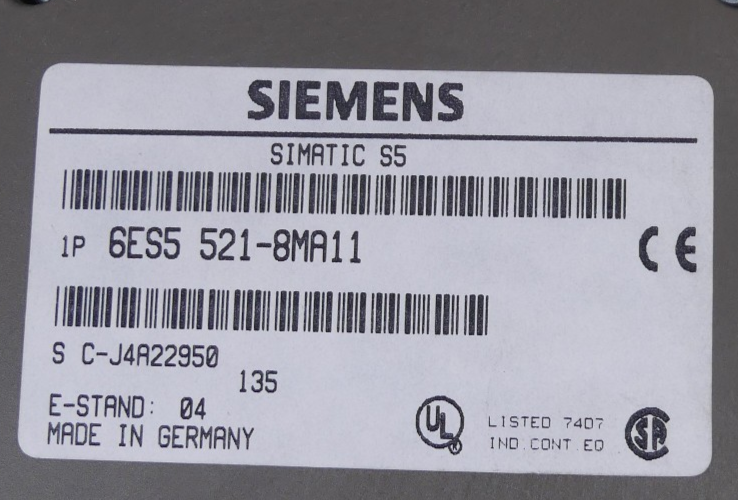 SIEMENS
SIMATIC S5
1P 6ES5 521-8MA11
CE
S C-J4A22950
135
E-STAND: 04
MADE IN GERMANY
UL
LISTED 74D7
IND.CONT.EQ
SA